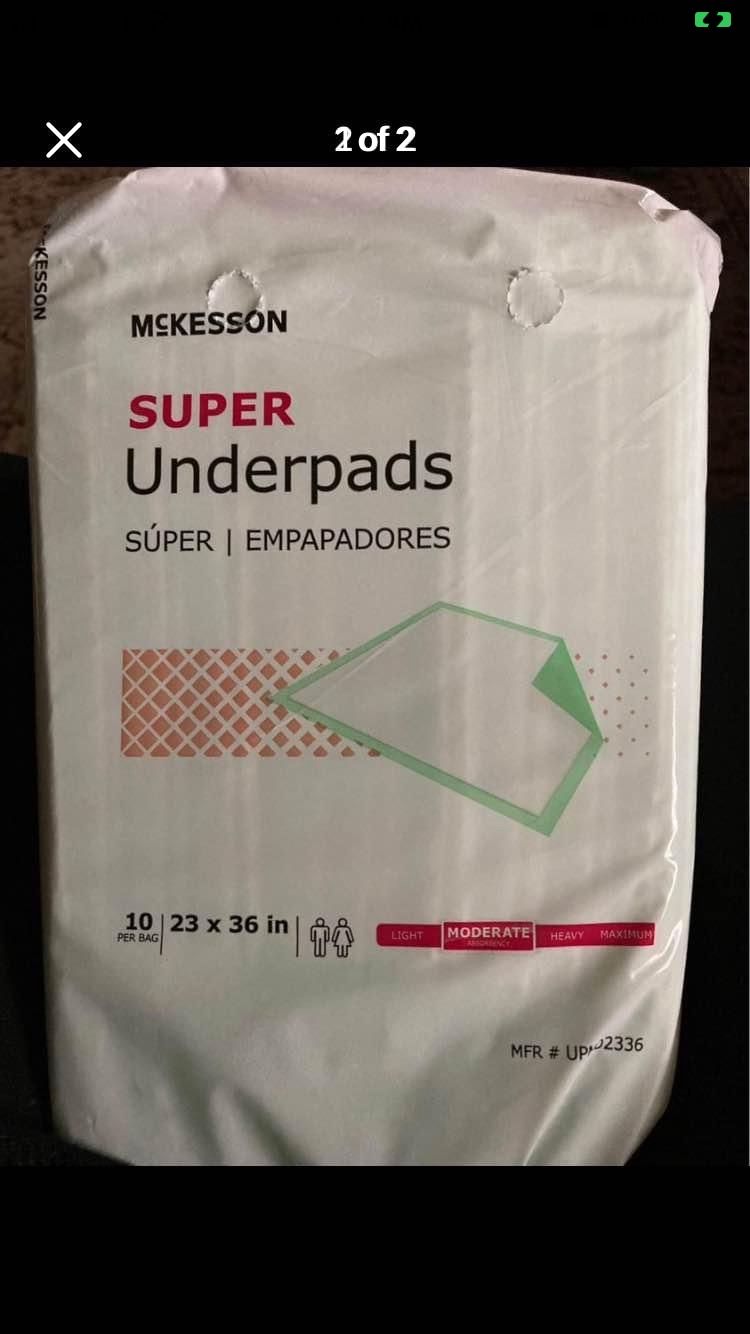 2 of 2
McKESSON
SUPER
Underpads
SÚPER | EMPAPADORES
10 | 23 x 36 in
PER BAG
LIGHT MODERATE HEAVY MAXIMUM
ABSORBENCY
MFR #